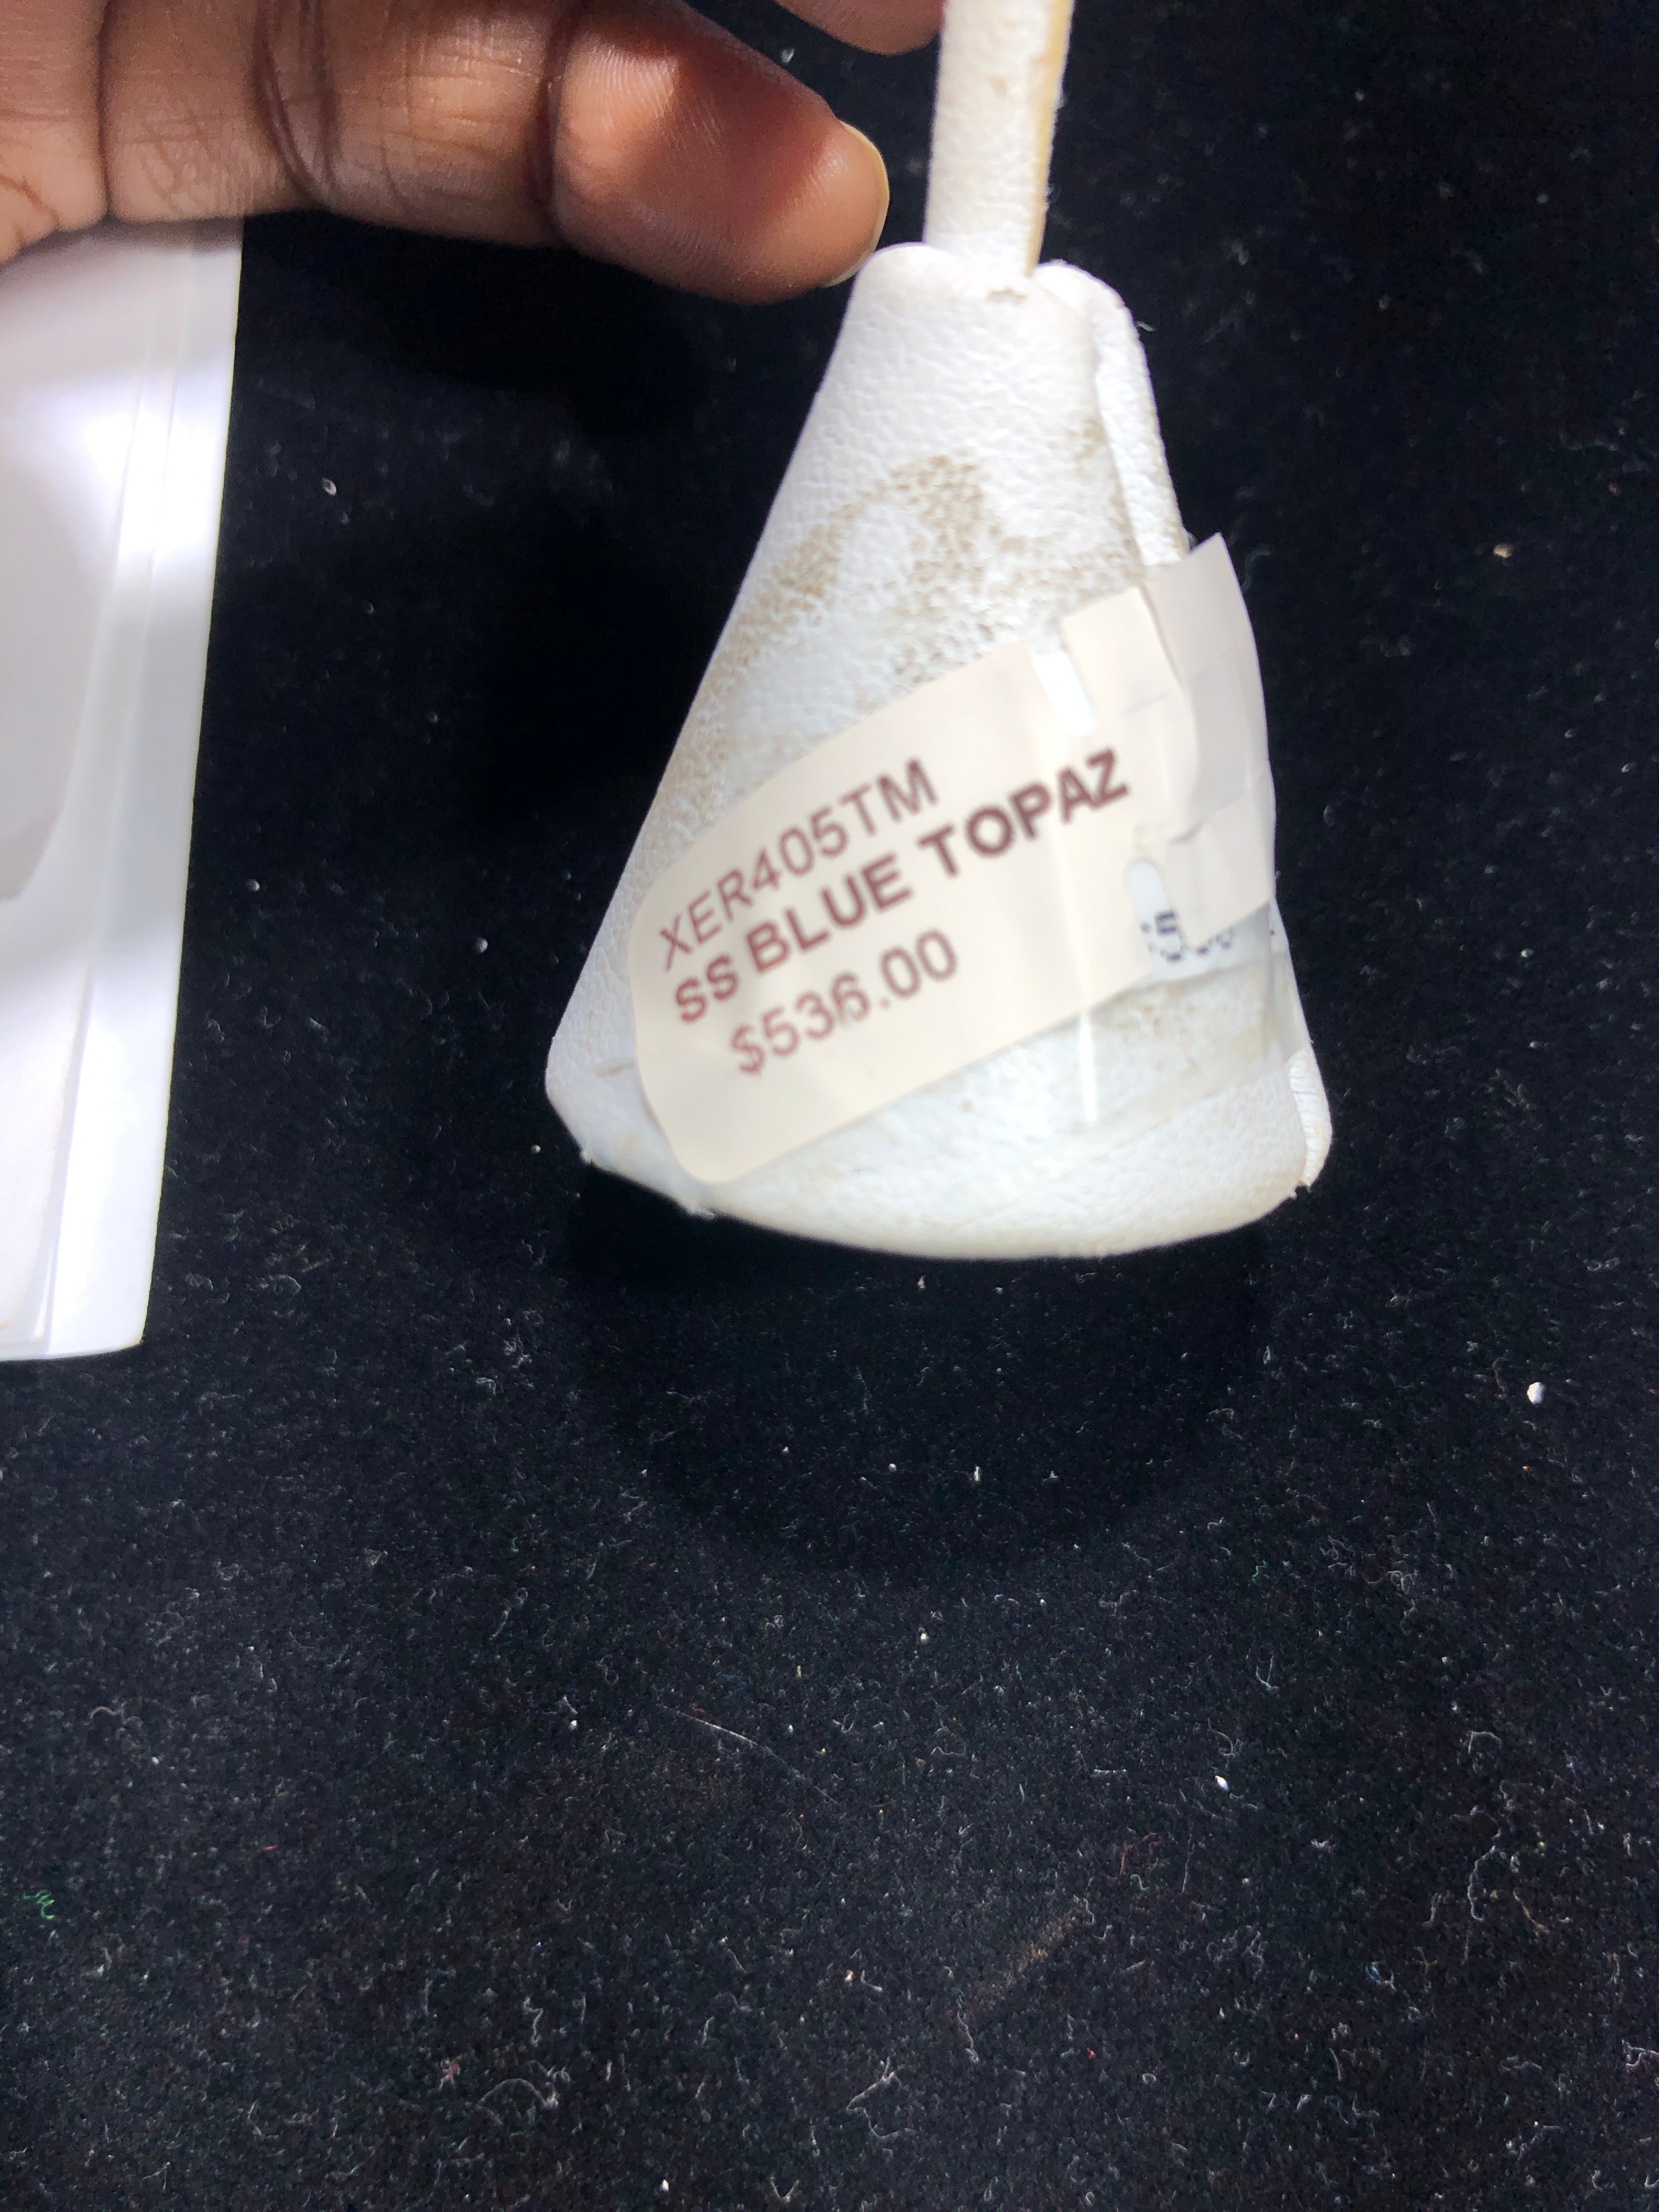 XER405TM
SS BLUE TOPAZ
$536.00